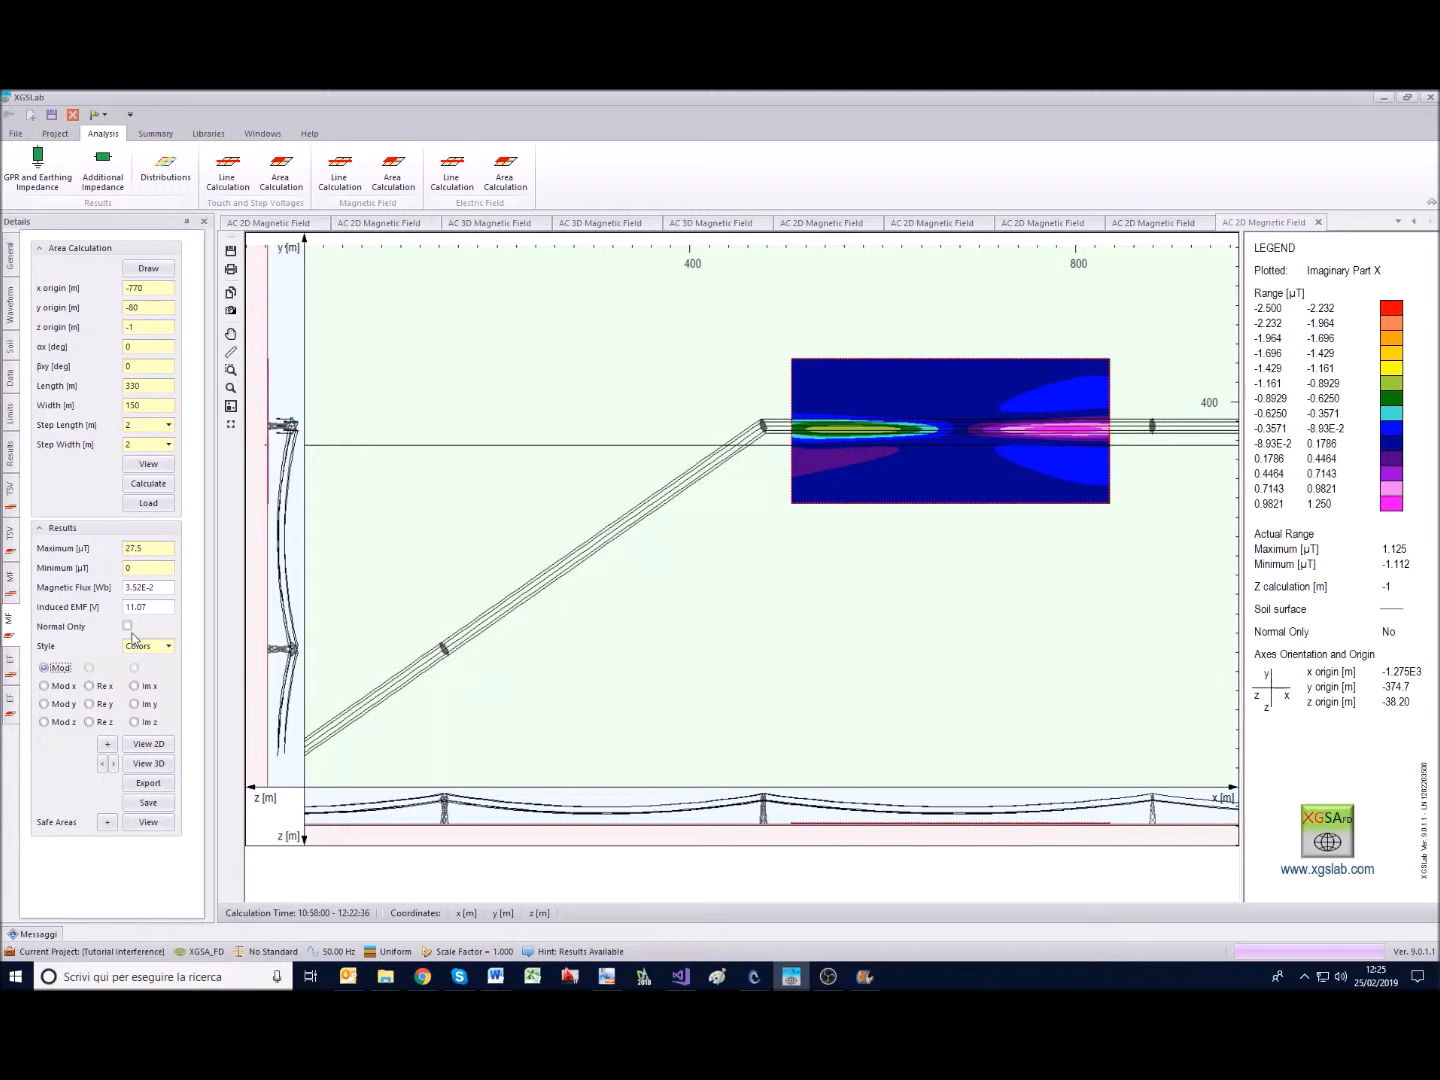 XGSLab
File Project Analysis Summary Libraries Windows Help
GPR and Earthing Impedance
Additional Impedance
Distributions
Line Calculation
Area Calculation
Line Calculation
Area Calculation
Line Calculation
Area Calculation
Results
Touch and Step Voltages
Magnetic Field
Electric Field
Details
AC 2D Magnetic Field AC 2D Magnetic Field AC 3D Magnetic Field AC 3D Magnetic Field AC 3D Magnetic Field AC 2D Magnetic Field AC 2D Magnetic Field AC 2D Magnetic Field AC 2D Magnetic Field AC 2D Magnetic Field
General
Waveform
Soil
Data
Limits
Results
TSV
TSV
MF
MF
EF
EF
Area Calculation
Draw
x origin [m] -770
y origin [m] -80
z origin [m] -1
αx [deg] 0
βxy [deg] 0
Length [m] 330
Width [m] 150
Step Length [m] 2
Step Width [m] 2
View
Calculate
Load
Results
Maximum [µT] 27.5
Minimum [µT] 0
Magnetic Flux [Wb] 3.52E-2
Induced EMF [V] 11.07
Normal Only
Style Colors
Mod
Mod x Re x Im x
Mod y Re y Im y
Mod z Re z Im z
+ View 2D
< > View 3D
Export
Save
Safe Areas + View
y [m]
400 800
400
z [m]
x [m]
z [m]
LEGEND
Plotted: Imaginary Part X
Range [µT]
-2.500 -2.232
-2.232 -1.964
-1.964 -1.696
-1.696 -1.429
-1.429 -1.161
-1.161 -0.8929
-0.8929 -0.6250
-0.6250 -0.3571
-0.3571 -8.93E-2
-8.93E-2 0.1786
0.1786 0.4464
0.4464 0.7143
0.7143 0.9821
0.9821 1.250
Actual Range
Maximum [µT] 1.125
Minimum [µT] -1.112
Z calculation [m] -1
Soil surface
Normal Only No
Axes Orientation and Origin
y
z x
z
x origin [m] -1.275E3
y origin [m] -374.7
z origin [m] -38.20
XGSA FD
www.xgslab.com
Calculation Time: 10:58:00 - 12:22:36 Coordinates: x [m] y [m] z [m]
Messaggi
Current Project: [Tutorial Interference] XGSA_FD No Standard 50.00 Hz Uniform Scale Factor = 1.000 Hint: Results Available Ver. 9.0.1.1
Scrivi qui per eseguire la ricerca
2018
12:25
25/02/2019